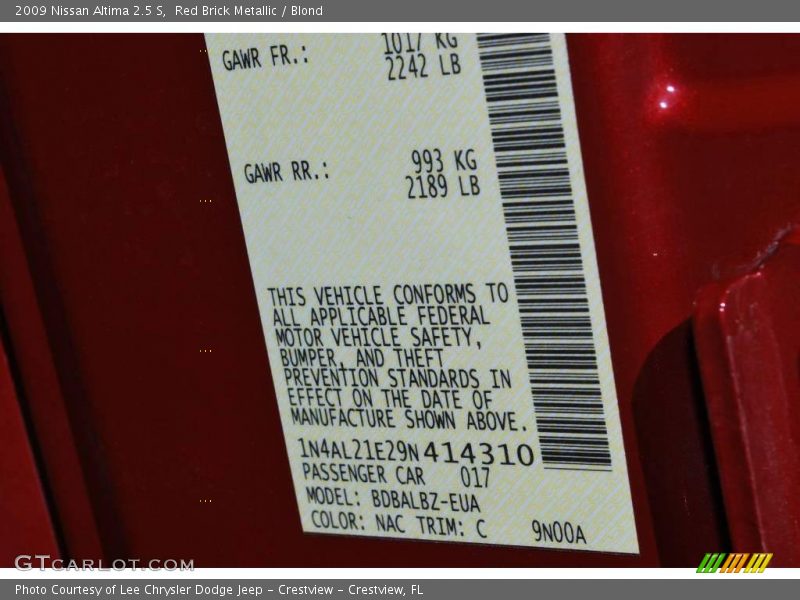 2009 Nissan Altima 2.5 S, Red Brick Metallic / Blond
GAWR FR.: 1017 KG
2242 LB
GAWR RR.: 993 KG
2189 LB
THIS VEHICLE CONFORMS TO
ALL APPLICABLE FEDERAL
MOTOR VEHICLE SAFETY,
BUMPER, AND THEFT
PREVENTION STANDARDS IN
EFFECT ON THE DATE OF
MANUFACTURE SHOWN ABOVE.
1N4AL21E29N414310
PASSENGER CAR 017
MODEL: BDBALBZ-EUA
COLOR: NAC TRIM: C 9N00A
GTCARLOT.COM
Photo Courtesy of Lee Chrysler Dodge Jeep - Crestview - Crestview, FL